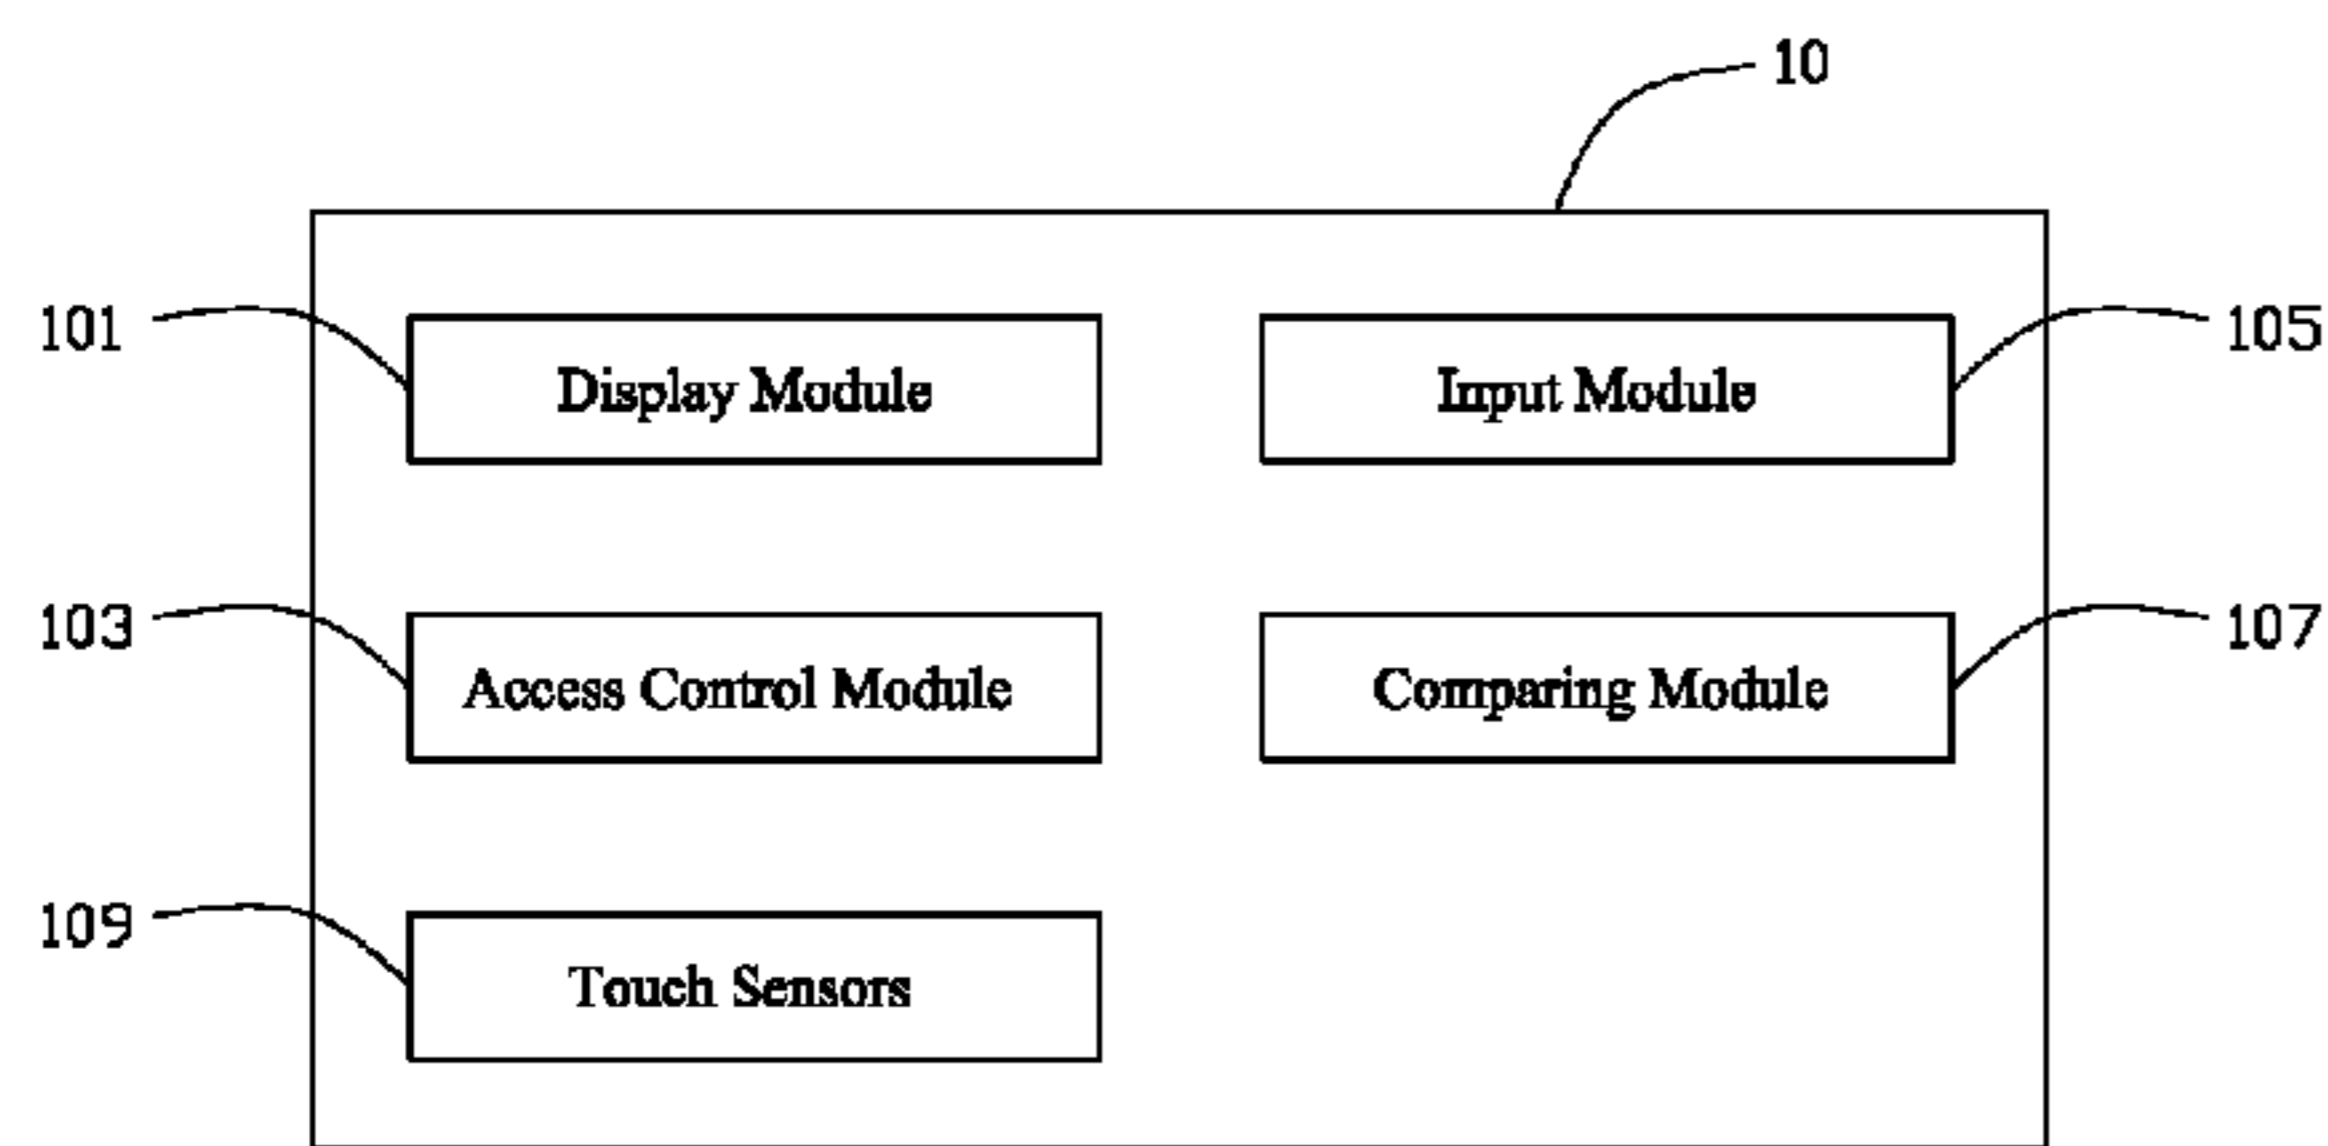 10
101
Display Module
Input Module
105
103
Access Control Module
Comparing Module
107
109
Touch Sensors